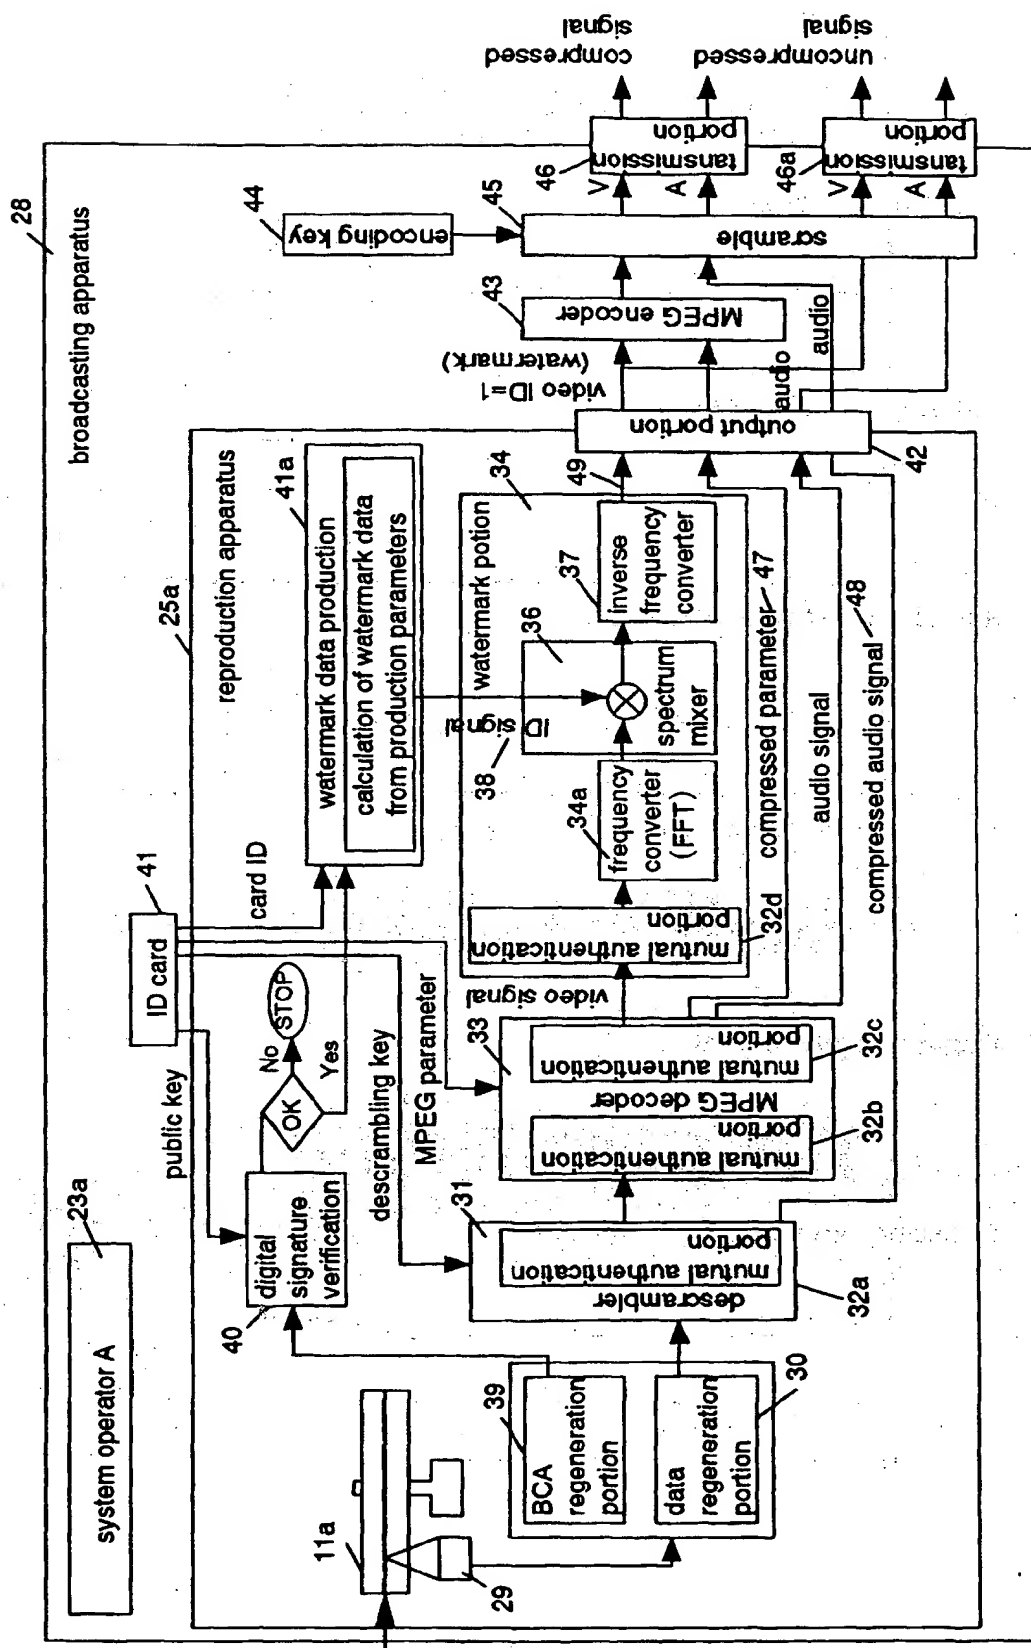 28
broadcasting apparatus
system operator A
23a
25a
reproduction apparatus
ID card
41
public key
card ID
No
STOP
OK
Yes
descrambling key
MPEG parameter
digital
signature
verification
40
watermark data production
41a
calculation of watermark data
from production parameters
11a
29
BCA
regeneration
portion
39
data
regeneration
portion
30
31
descrambler
mutual authentication
portion
32a
33
MPEG decoder
mutual authentication
portion
32b
mutual authentication
portion
32c
video signal
watermark potion
34
mutual authentication
portion
32d
frequency
converter
(FFT)
34a
ID signal
38
36
spectrum
mixer
37
inverse
frequency
converter
49
compressed parameter
47
audio signal
48
compressed audio signal
output portion
42
video ID=1
(watermark)
audio
audio
MPEG encoder
43
encoding key
44
scramble
45
V
A
tansmission
portion
46
compressed
signal
V
A
tansmission
portion
46a
uncompressed
signal